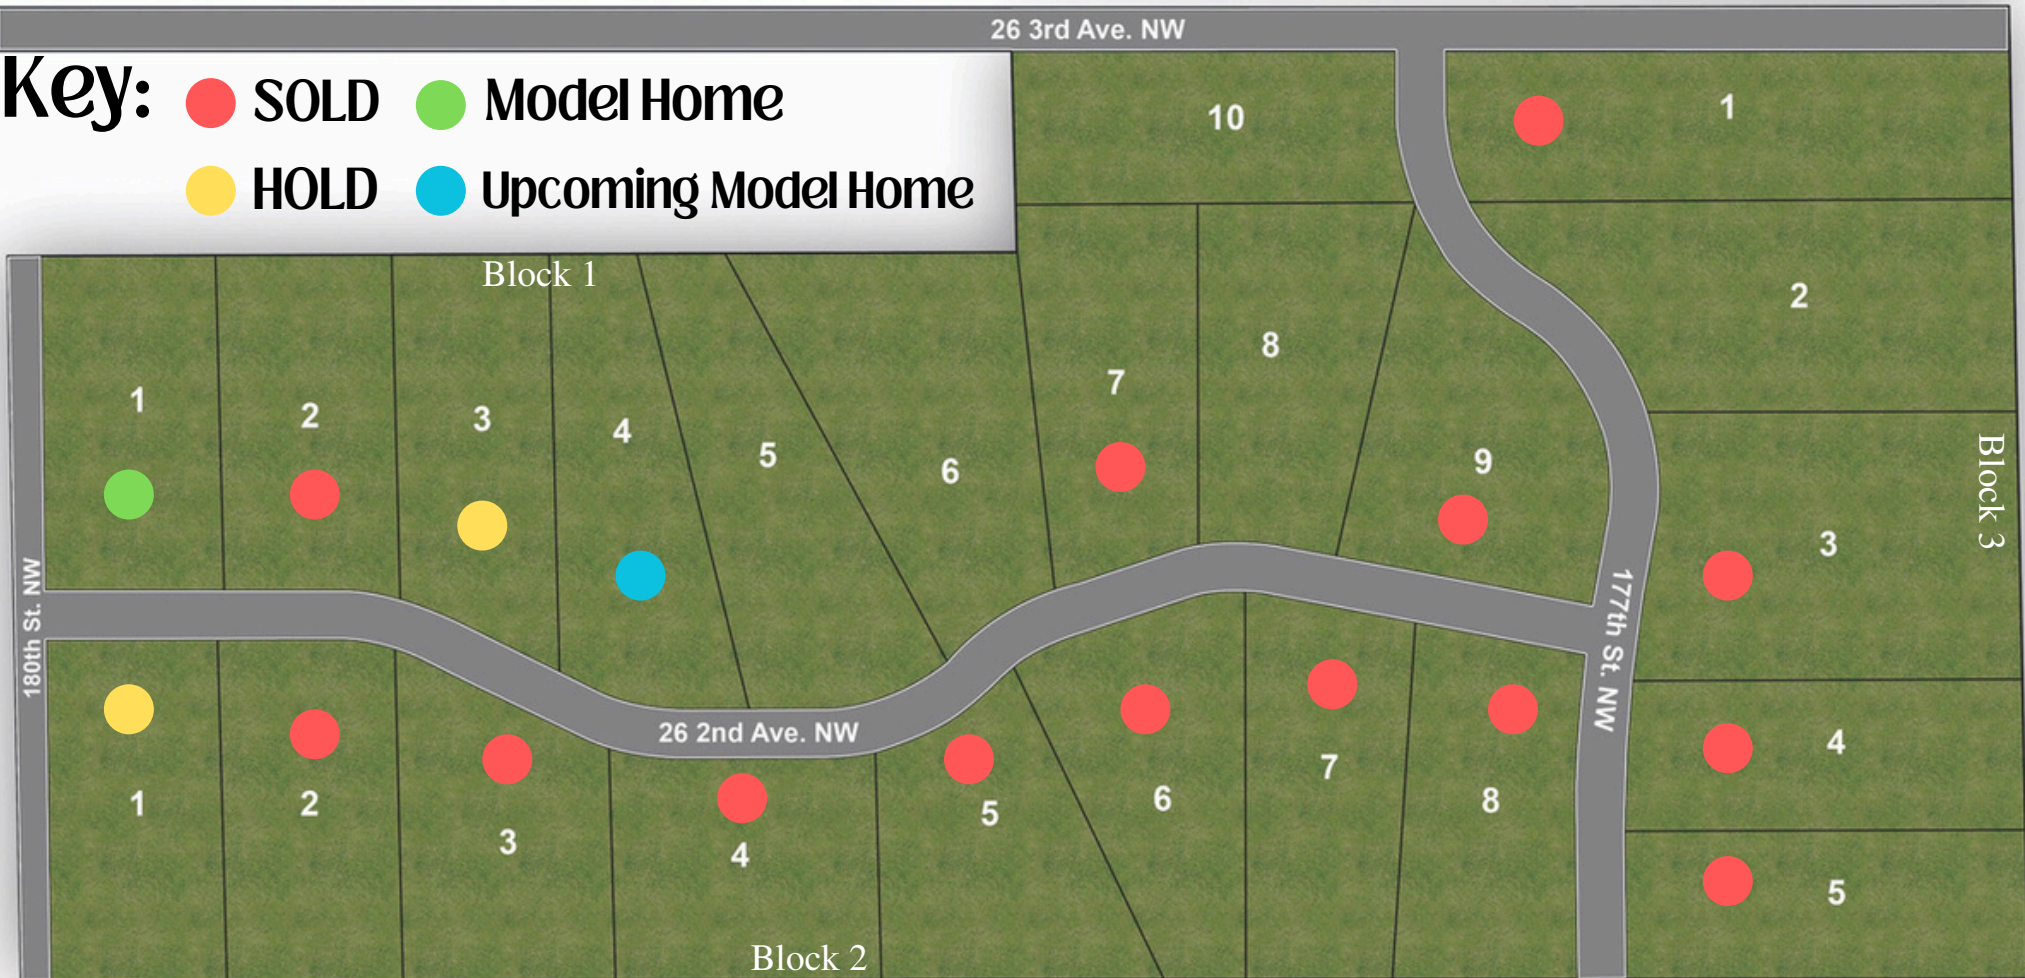 26 3rd Ave. NW
Key: SOLD Model Home
HOLD Upcoming Model Home
10
1
2
Block 1
1
2
3
4
5
6
7
8
9
3
Block 3
180th St. NW
26 2nd Ave. NW
177th St. NW
4
5
1
2
3
4
5
6
7
8
Block 2